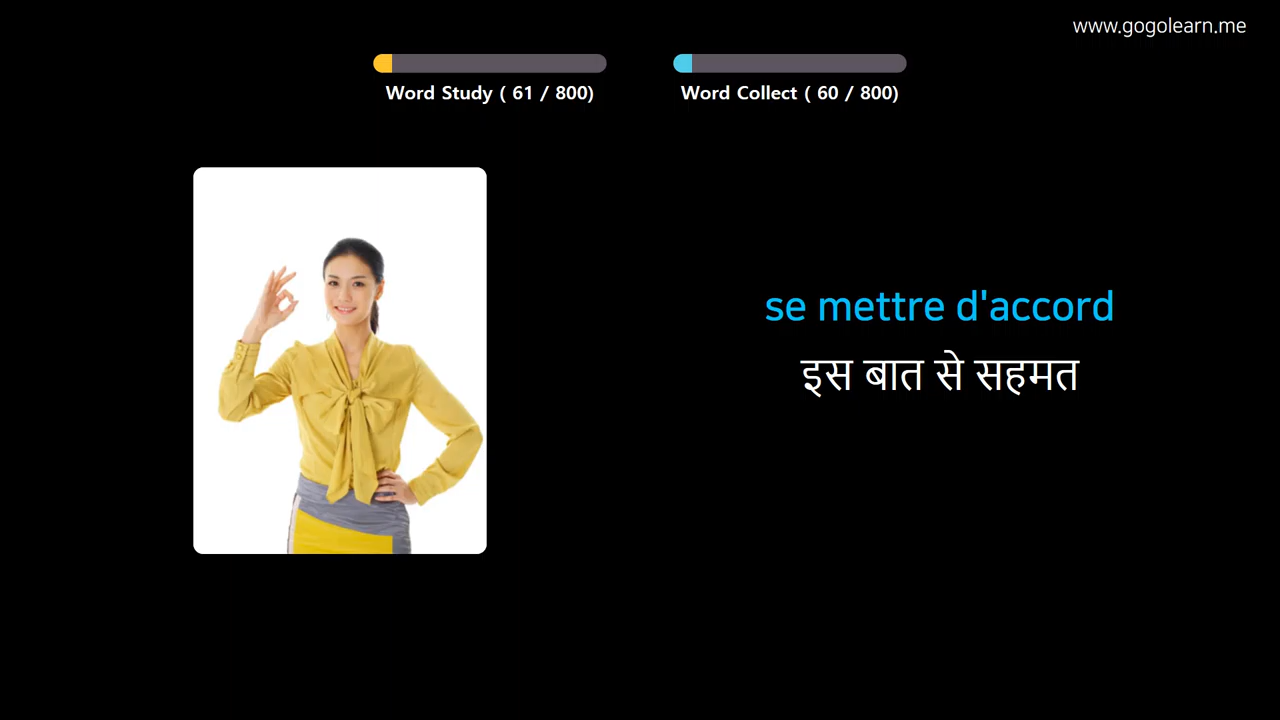 www.gogolearn.me
Word Study ( 61 / 800)
Word Collect ( 60 / 800)
se mettre d'accord
इस बात से सहमत